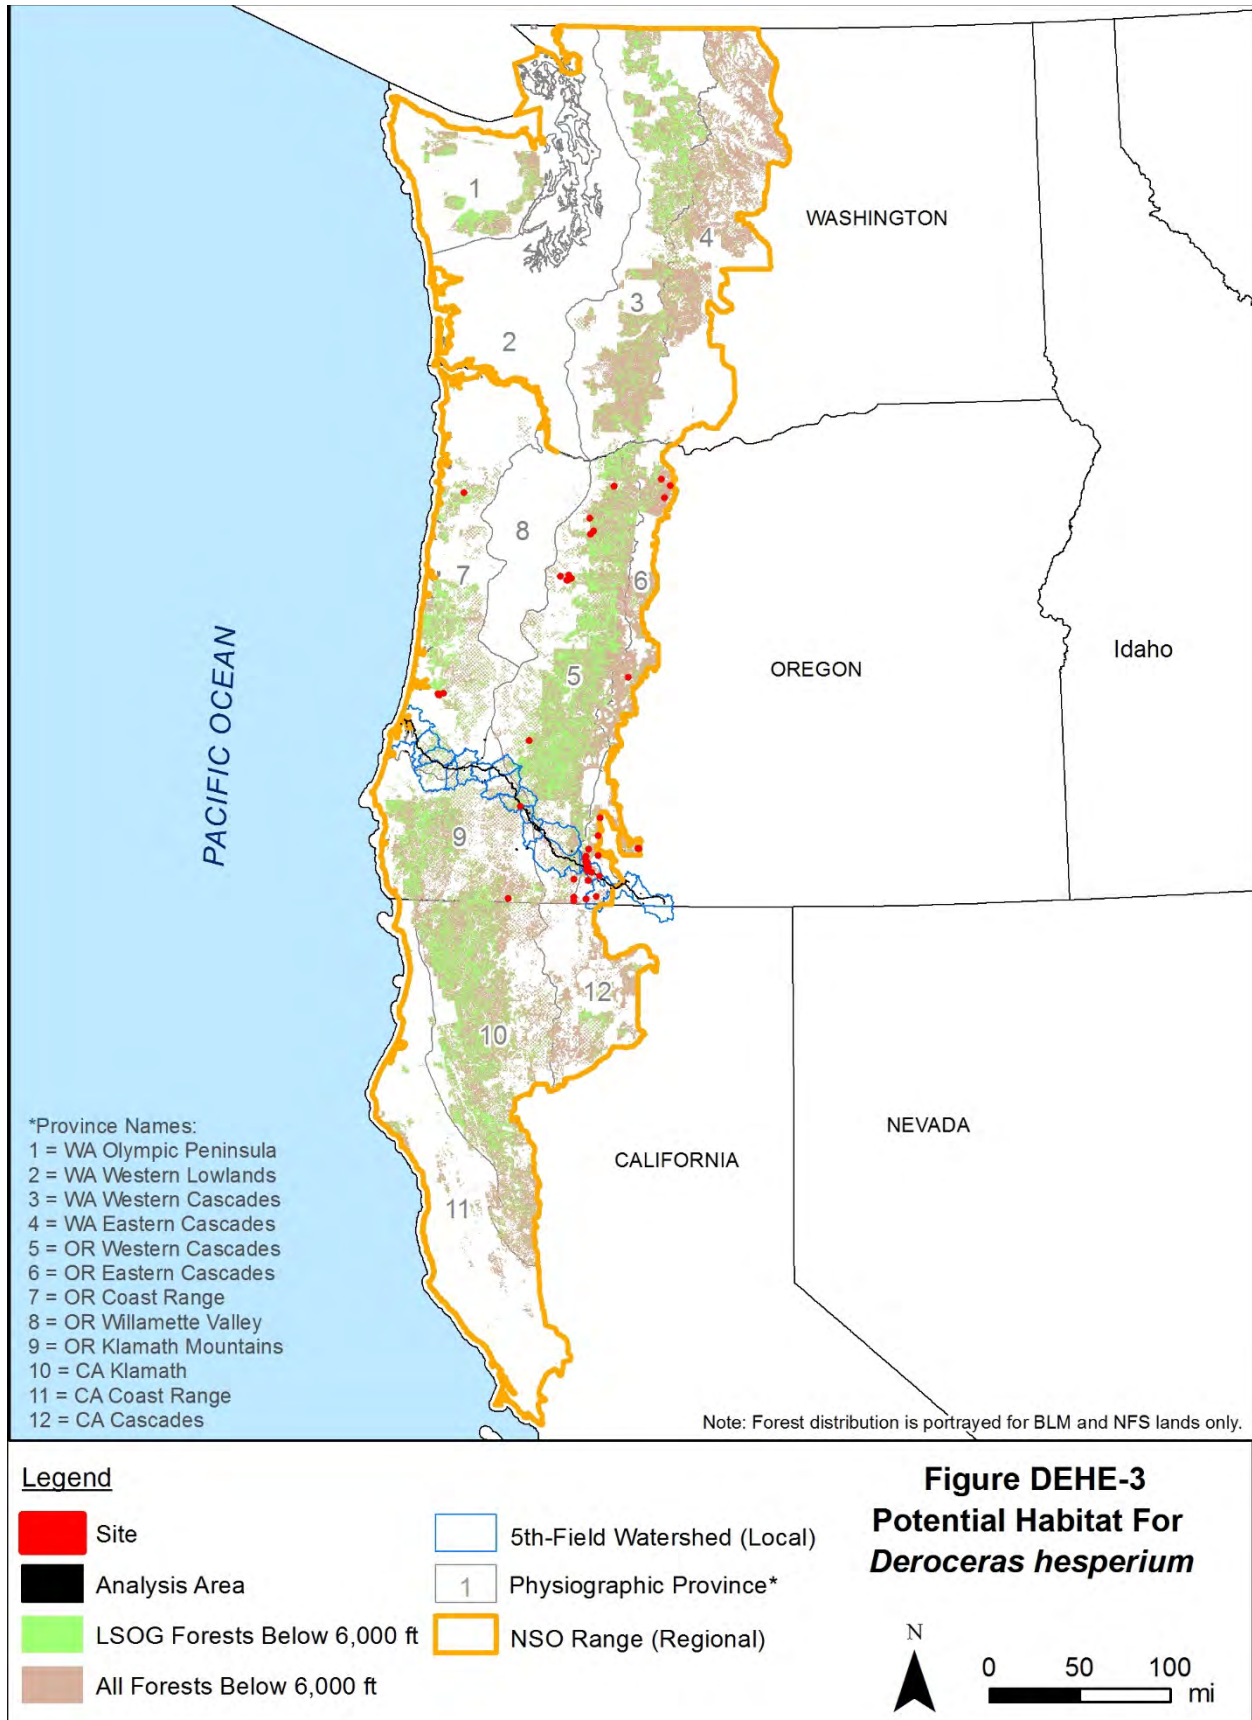 WASHINGTON
1
4
3
2
8
7
6
5
OREGON
Idaho
PACIFIC OCEAN
9
12
10
CALIFORNIA
NEVADA
11
*Province Names:
1 = WA Olympic Peninsula
2 = WA Western Lowlands
3 = WA Western Cascades
4 = WA Eastern Cascades
5 = OR Western Cascades
6 = OR Eastern Cascades
7 = OR Coast Range
8 = OR Willamette Valley
9 = OR Klamath Mountains
10 = CA Klamath
11 = CA Coast Range
12 = CA Cascades
Note: Forest distribution is portrayed for BLM and NFS lands only.
Legend
Site
Analysis Area
LSOG Forests Below 6,000 ft
All Forests Below 6,000 ft
5th-Field Watershed (Local)
1 Physiographic Province*
NSO Range (Regional)
Figure DEHE-3
Potential Habitat For
Deroceras hesperium
N
0 50 100
mi